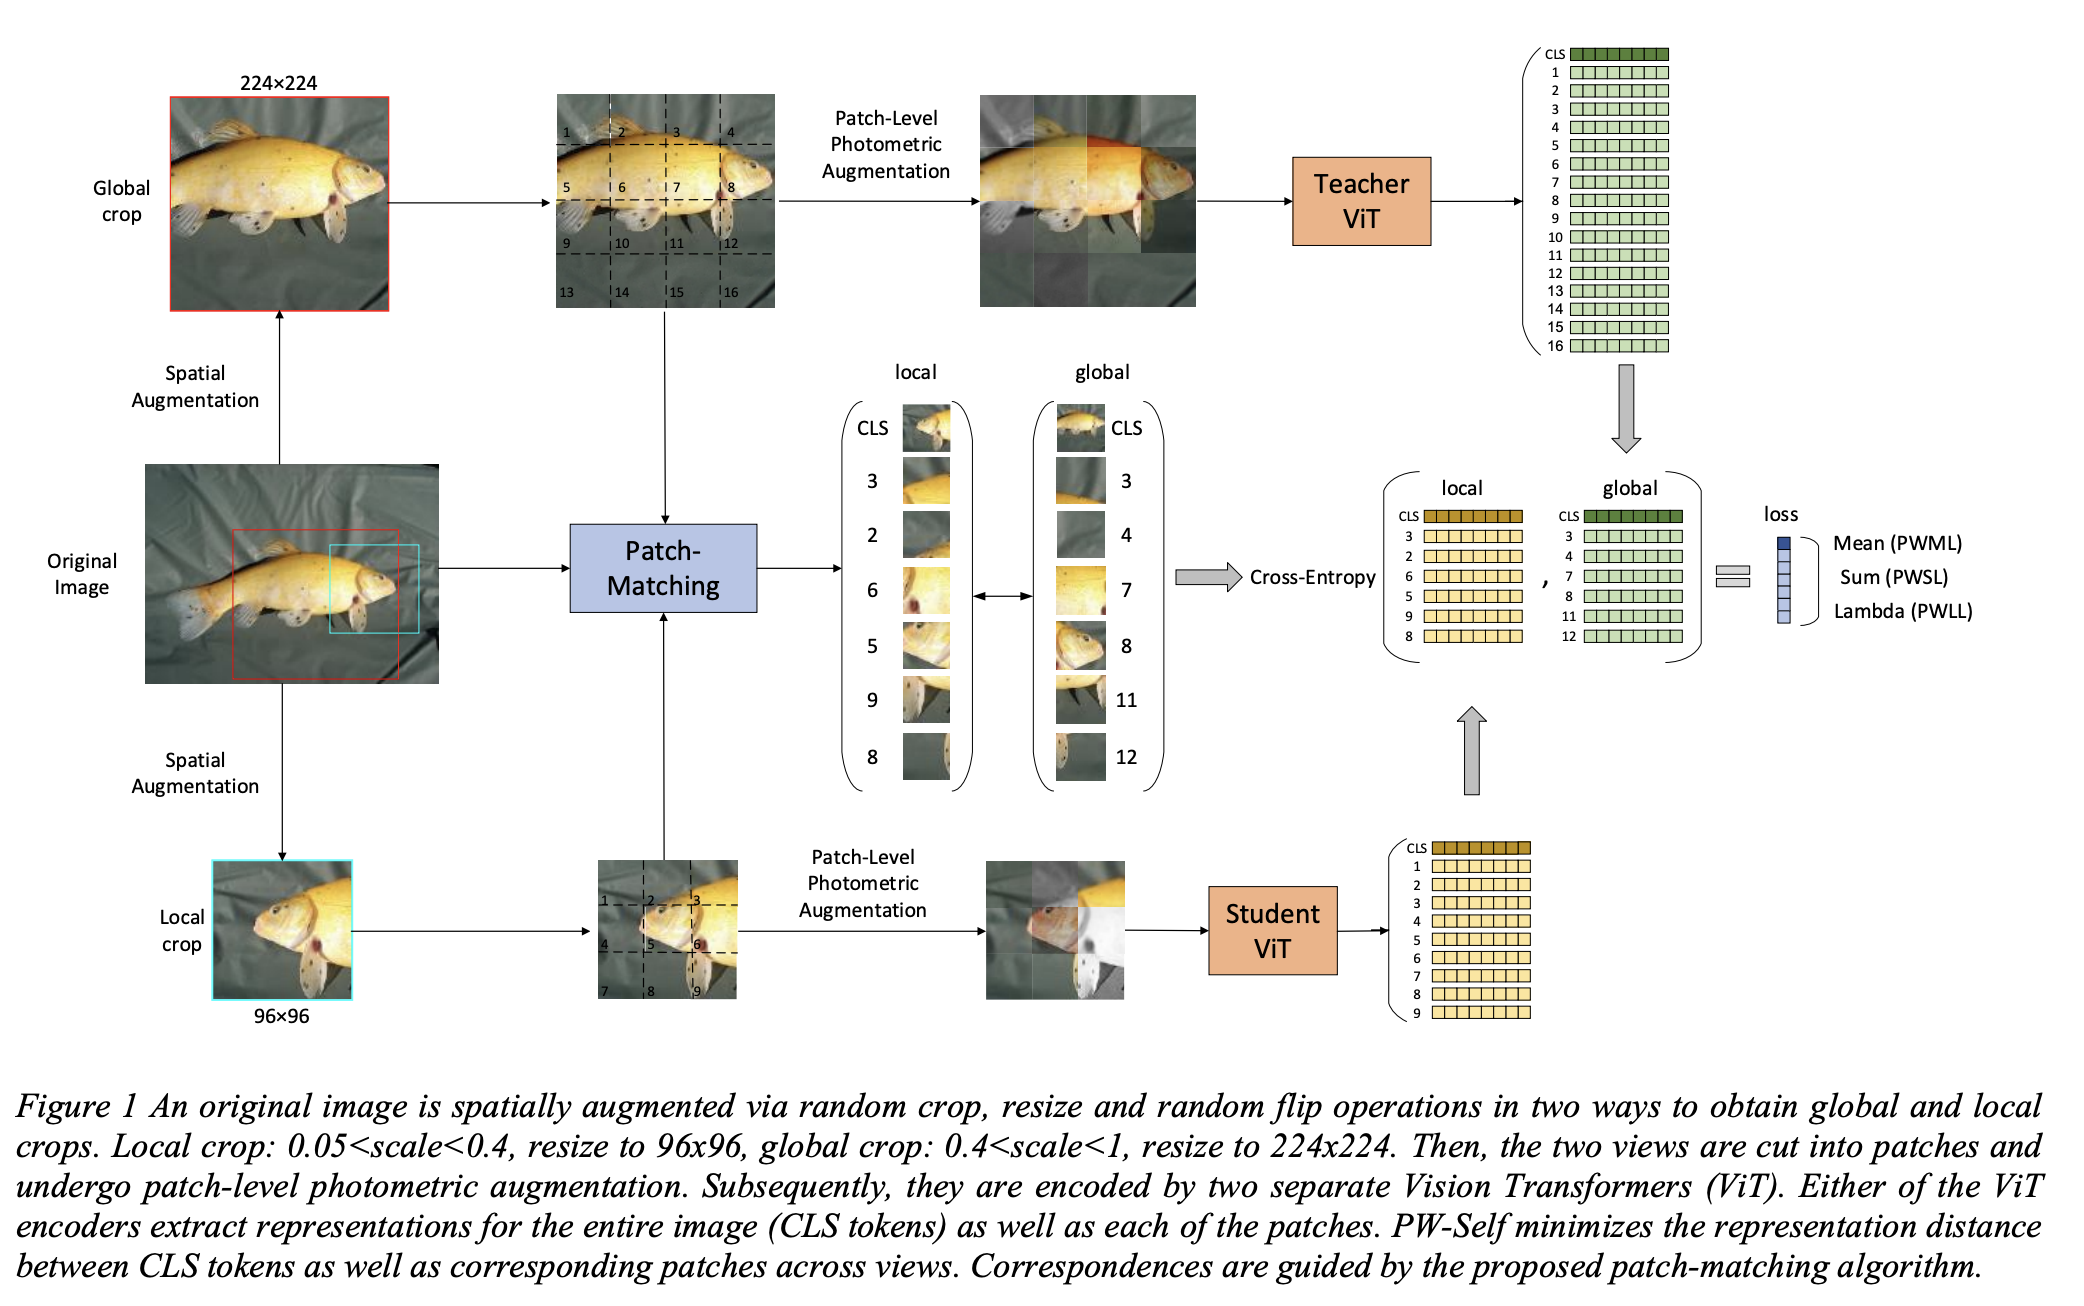 224×224
Global
crop
1 2 3 4
5 6 7 8
9 10 11 12
13 14 15 16
Patch-Level
Photometric
Augmentation
Teacher
ViT
CLS
1
2
3
4
5
6
7
8
9
10
11
12
13
14
15
16
Spatial
Augmentation
Original
Image
Patch-
Matching
local
CLS
3
2
6
5
9
8
global
CLS
3
4
7
8
11
12
Cross-Entropy
local
CLS
3
2
6
5
9
8
,
global
CLS
3
4
7
8
11
12
loss
Mean (PWML)
Sum (PWSL)
Lambda (PWLL)
Spatial
Augmentation
Local
crop
96×96
1 2 3
4 5 6
7 8 9
Patch-Level
Photometric
Augmentation
Student
ViT
CLS
1
2
3
4
5
6
7
8
9
Figure 1 An original image is spatially augmented via random crop, resize and random flip operations in two ways to obtain global and local
crops. Local crop: 0.05<scale<0.4, resize to 96x96, global crop: 0.4<scale<1, resize to 224x224. Then, the two views are cut into patches and
undergo patch-level photometric augmentation. Subsequently, they are encoded by two separate Vision Transformers (ViT). Either of the ViT
encoders extract representations for the entire image (CLS tokens) as well as each of the patches. PW-Self minimizes the representation distance
between CLS tokens as well as corresponding patches across views. Correspondences are guided by the proposed patch-matching algorithm.